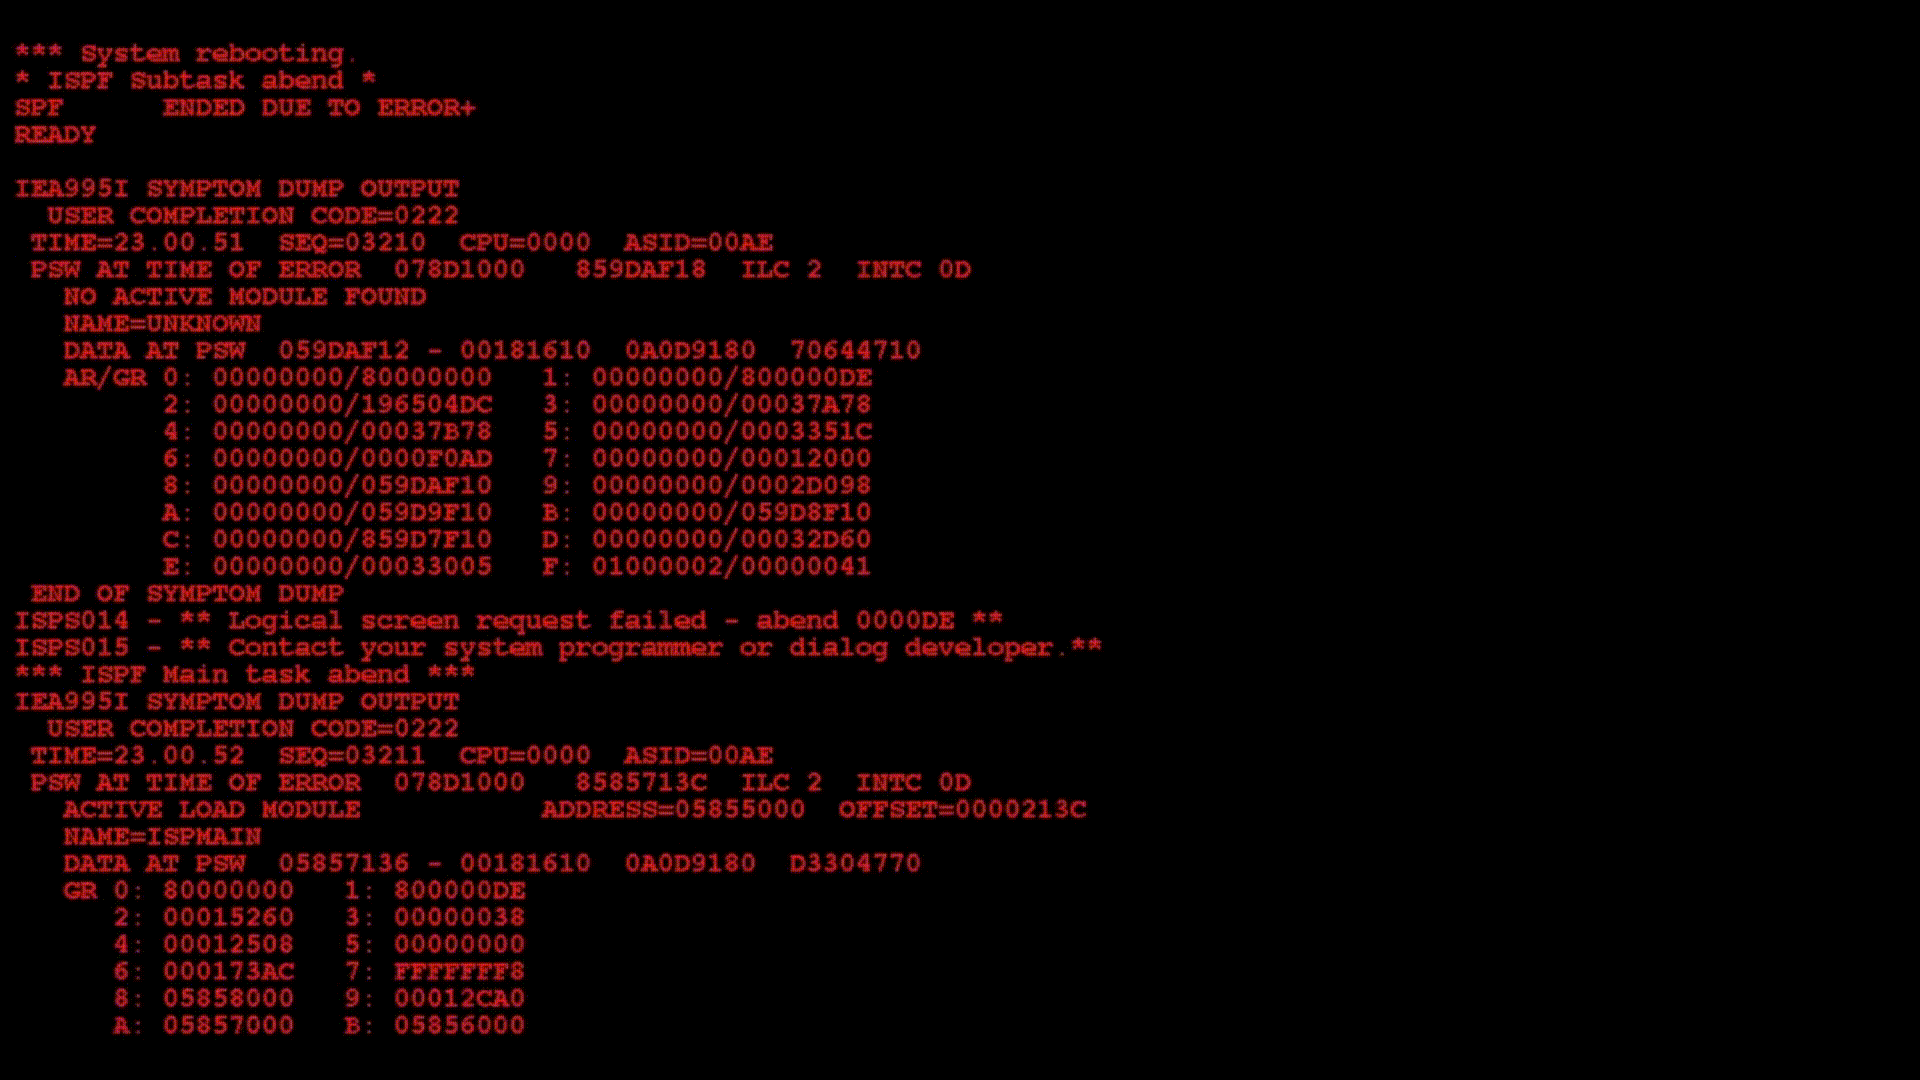 *** System rebooting.
* ISPF Subtask abend *
SPF      ENDED DUE TO ERROR+
READY
IEA995I SYMPTOM DUMP OUTPUT
  USER COMPLETION CODE=0222
 TIME=23.00.51  SEQ=03210  CPU=0000  ASID=00AE
 PSW AT TIME OF ERROR  078D1000   859DAF18  ILC 2  INTC 0D
   NO ACTIVE MODULE FOUND
   NAME=UNKNOWN
   DATA AT PSW  059DAF12 - 00181610  0A0D9180  70644710
   AR/GR 0: 00000000/80000000   1: 00000000/800000DE
         2: 00000000/196504DC   3: 00000000/00037A78
         4: 00000000/00037B78   5: 00000000/0003351C
         6: 00000000/0000F0AD   7: 00000000/00012000
         8: 00000000/059DAF10   9: 00000000/0002D098
         A: 00000000/059D9F10   B: 00000000/059D8F10
         C: 00000000/859D7F10   D: 00000000/00032D60
         E: 00000000/00033005   F: 01000002/00000041
 END OF SYMPTOM DUMP
ISPS014 - ** Logical screen request failed - abend 0000DE **
ISPS015 - ** Contact your system programmer or dialog developer.**
*** ISPF Main task abend ***
IEA995I SYMPTOM DUMP OUTPUT
  USER COMPLETION CODE=0222
 TIME=23.00.52  SEQ=03211  CPU=0000  ASID=00AE
 PSW AT TIME OF ERROR  078D1000   8585713C  ILC 2  INTC 0D
   ACTIVE LOAD MODULE           ADDRESS=05855000  OFFSET=0000213C
   NAME=ISPMAIN
   DATA AT PSW  05857136 - 00181610  0A0D9180  D3304770
   GR 0: 80000000   1: 800000DE
      2: 00015260   3: 00000038
      4: 00012508   5: 00000000
      6: 000173AC   7: FFFFFFF8
      8: 05858000   9: 00012CA0
      A: 05857000   B: 05856000